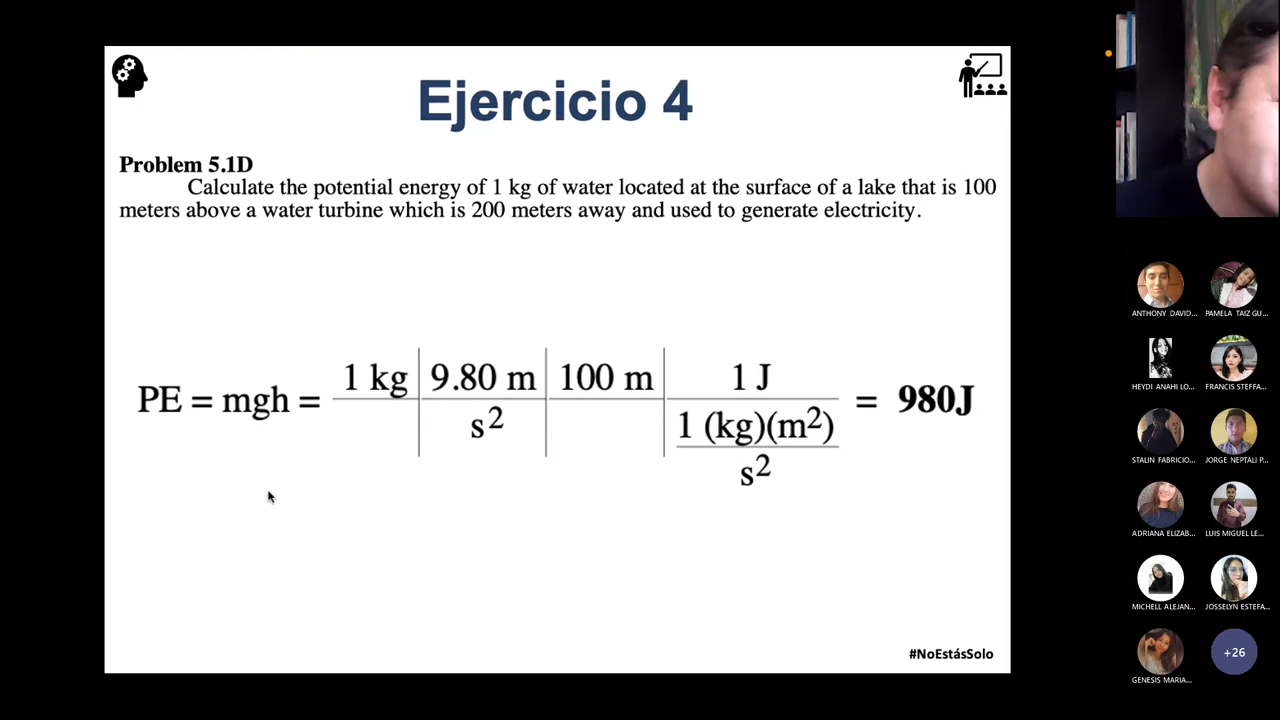 Ejercicio 4
Problem 5.1D
Calculate the potential energy of 1 kg of water located at the surface of a lake that is 100
meters above a water turbine which is 200 meters away and used to generate electricity.
PE = mgh = 1 kg | 9.80 m | 100 m | 1 J = 980J
s² 1 (kg)(m²)
s²
#NoEstásSolo
ANTHONY DAVID... PAMELA TAIZ GU...
HEYDI ANAHI LO... FRANCIS STEFFA...
STALIN FABRICIO... JORGE NEPTALI P...
ADRIANA ELIZAB... LUIS MIGUEL LE...
MICHELL ALEJAN... JOSSELYN ESTEFA...
GENESIS MARIA... +26